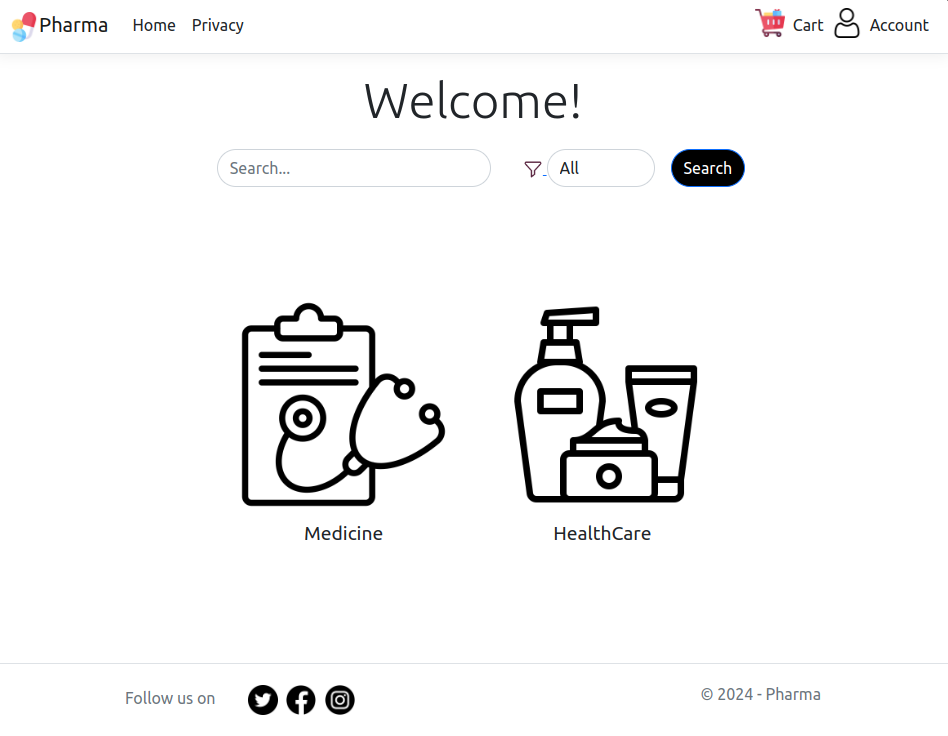 Pharma Home Privacy Cart Account
Welcome!
Search... All Search
Medicine HealthCare
Follow us on © 2024 - Pharma